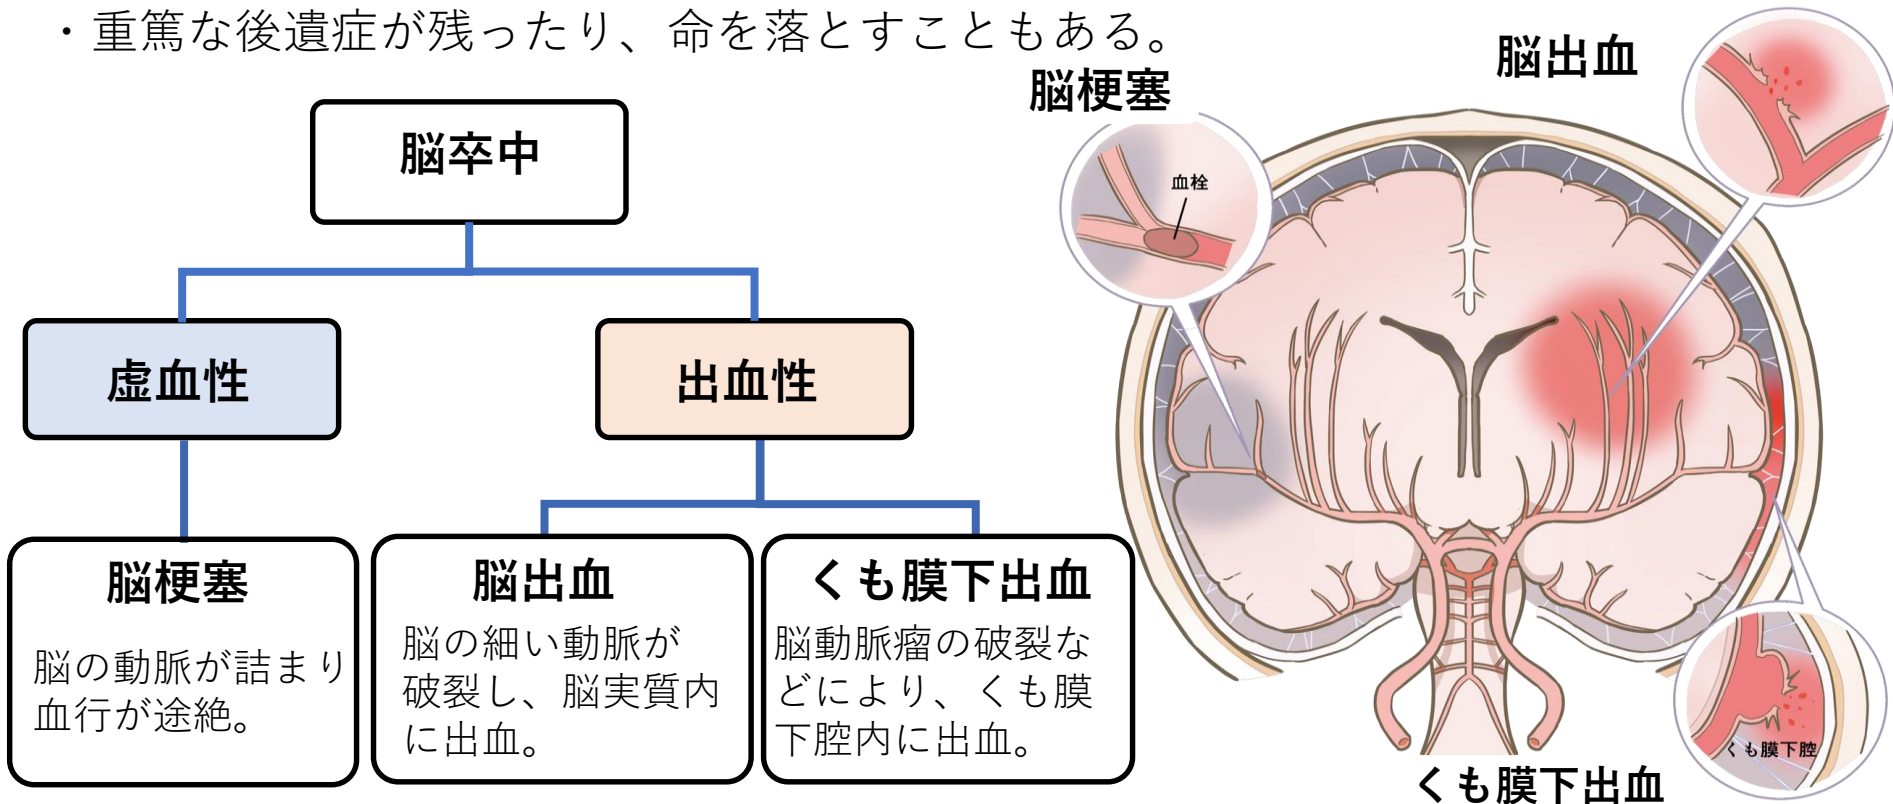 ・重篤な後遺症が残ったり、命を落とすこともある。
脳卒中
虚血性
出血性
脳梗塞
脳の動脈が詰まり
血行が途絶。
脳出血
脳の細い動脈が
破裂し、脳実質内
に出血。
くも膜下出血
脳動脈瘤の破裂な
どにより、くも膜
下腔内に出血。
脳梗塞
血栓
脳出血
くも膜下腔
くも膜下出血